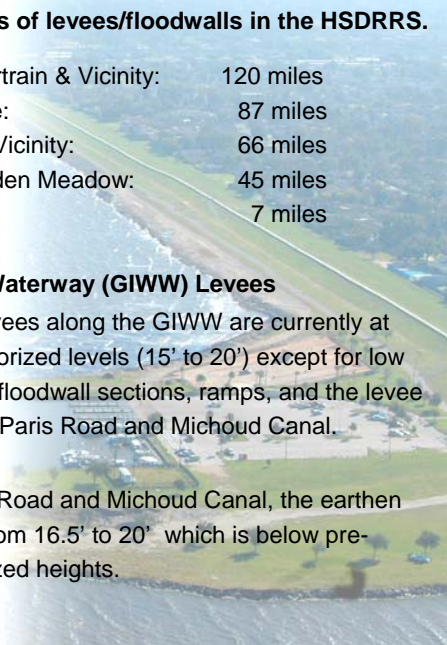 s of levees/floodwalls in the HSDRRS.
rtrain & Vicinity: 120 miles
e: 87 miles
Vicinity: 66 miles
den Meadow: 45 miles
7 miles
Waterway (GIWW) Levees
vees along the GIWW are currently at
orized levels (15’ to 20’) except for low
floodwall sections, ramps, and the levee
Paris Road and Michoud Canal.
Road and Michoud Canal, the earthen
om 16.5’ to 20’ which is below pre-
zed heights.